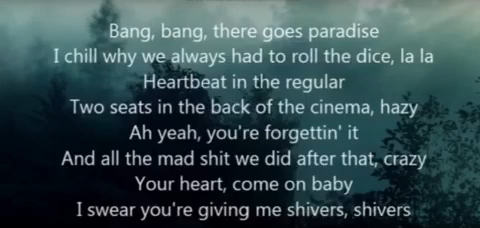 Bang, bang, there goes paradise
I chill why we always had to roll the dice, la la
Heartbeat in the regular
Two seats in the back of the cinema, hazy
Ah yeah, you're forgettin' it
And all the mad shit we did after that, crazy
Your heart, come on baby
I swear you're giving me shivers, shivers